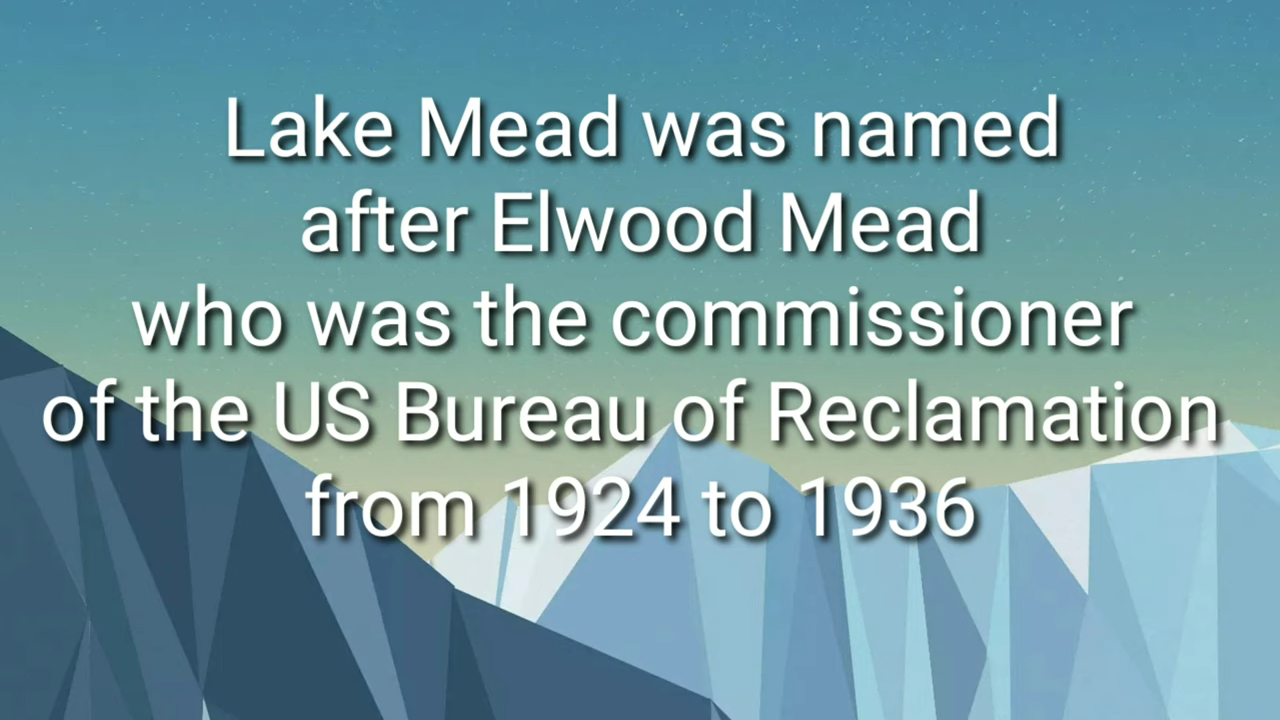 Lake Mead was named
after Elwood Mead
who was the commissioner
of the US Bureau of Reclamation
from 1924 to 1936